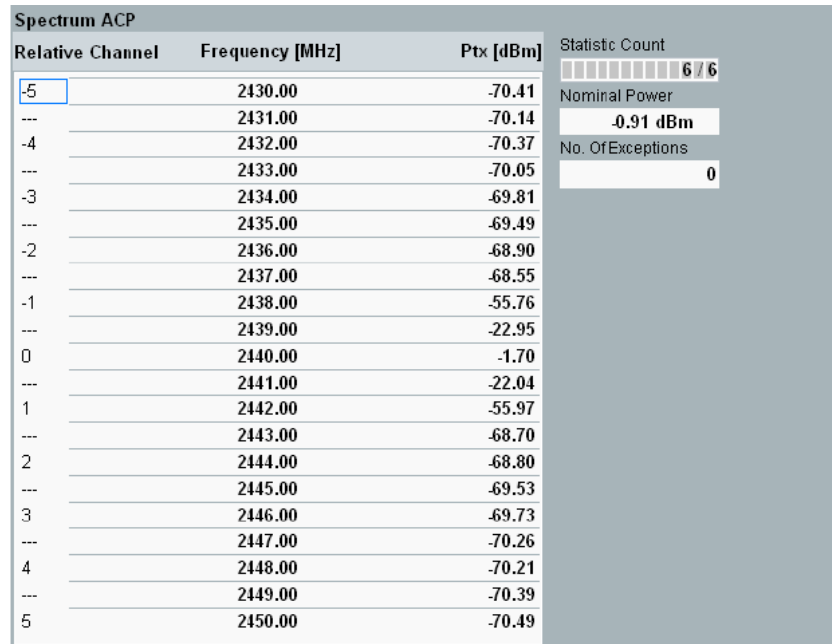 Spectrum ACP
Relative Channel Frequency [MHz] Ptx [dBm]
-5 2430.00 -70.41
--- 2431.00 -70.14
-4 2432.00 -70.37
--- 2433.00 -70.05
-3 2434.00 -69.81
--- 2435.00 -69.49
-2 2436.00 -68.90
--- 2437.00 -68.55
-1 2438.00 -55.76
--- 2439.00 -22.95
0 2440.00 -1.70
--- 2441.00 -22.04
1 2442.00 -55.97
--- 2443.00 -68.70
2 2444.00 -68.80
--- 2445.00 -69.53
3 2446.00 -69.73
--- 2447.00 -70.26
4 2448.00 -70.21
--- 2449.00 -70.39
5 2450.00 -70.49
Statistic Count
6 / 6
Nominal Power
-0.91 dBm
No. Of Exceptions
0